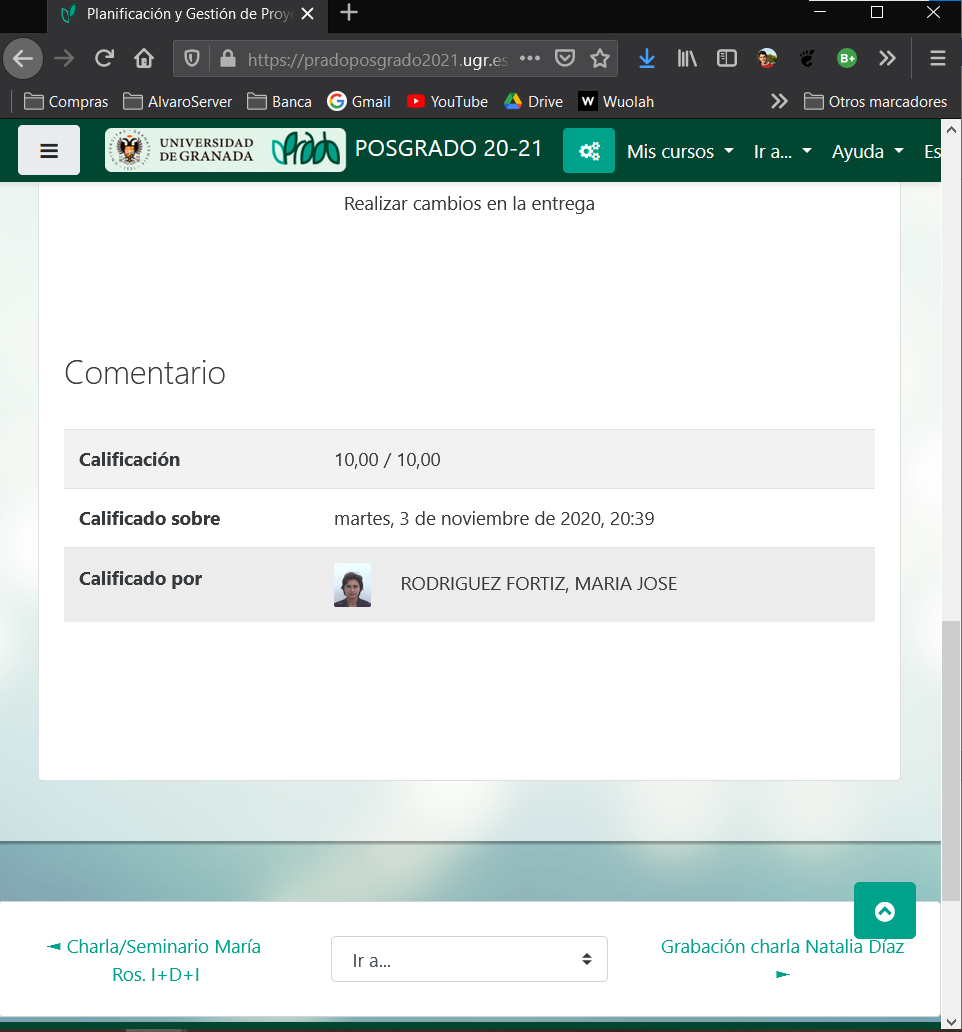 Planificación y Gestión de Proy
https://pradoposgrado2021.ugr.es
B+
Compras AlvaroServer Banca Gmail YouTube Drive W Wuolah Otros marcadores
UNIVERSIDAD
DE GRANADA
prado POSGRADO 20-21 Mis cursos Ir a... Ayuda Es
Realizar cambios en la entrega
Comentario
Calificación 10,00 / 10,00
Calificado sobre martes, 3 de noviembre de 2020, 20:39
Calificado por RODRIGUEZ FORTIZ, MARIA JOSE
◄ Charla/Seminario María
Ros. I+D+I
Ir a...
Grabación charla Natalia Díaz
►